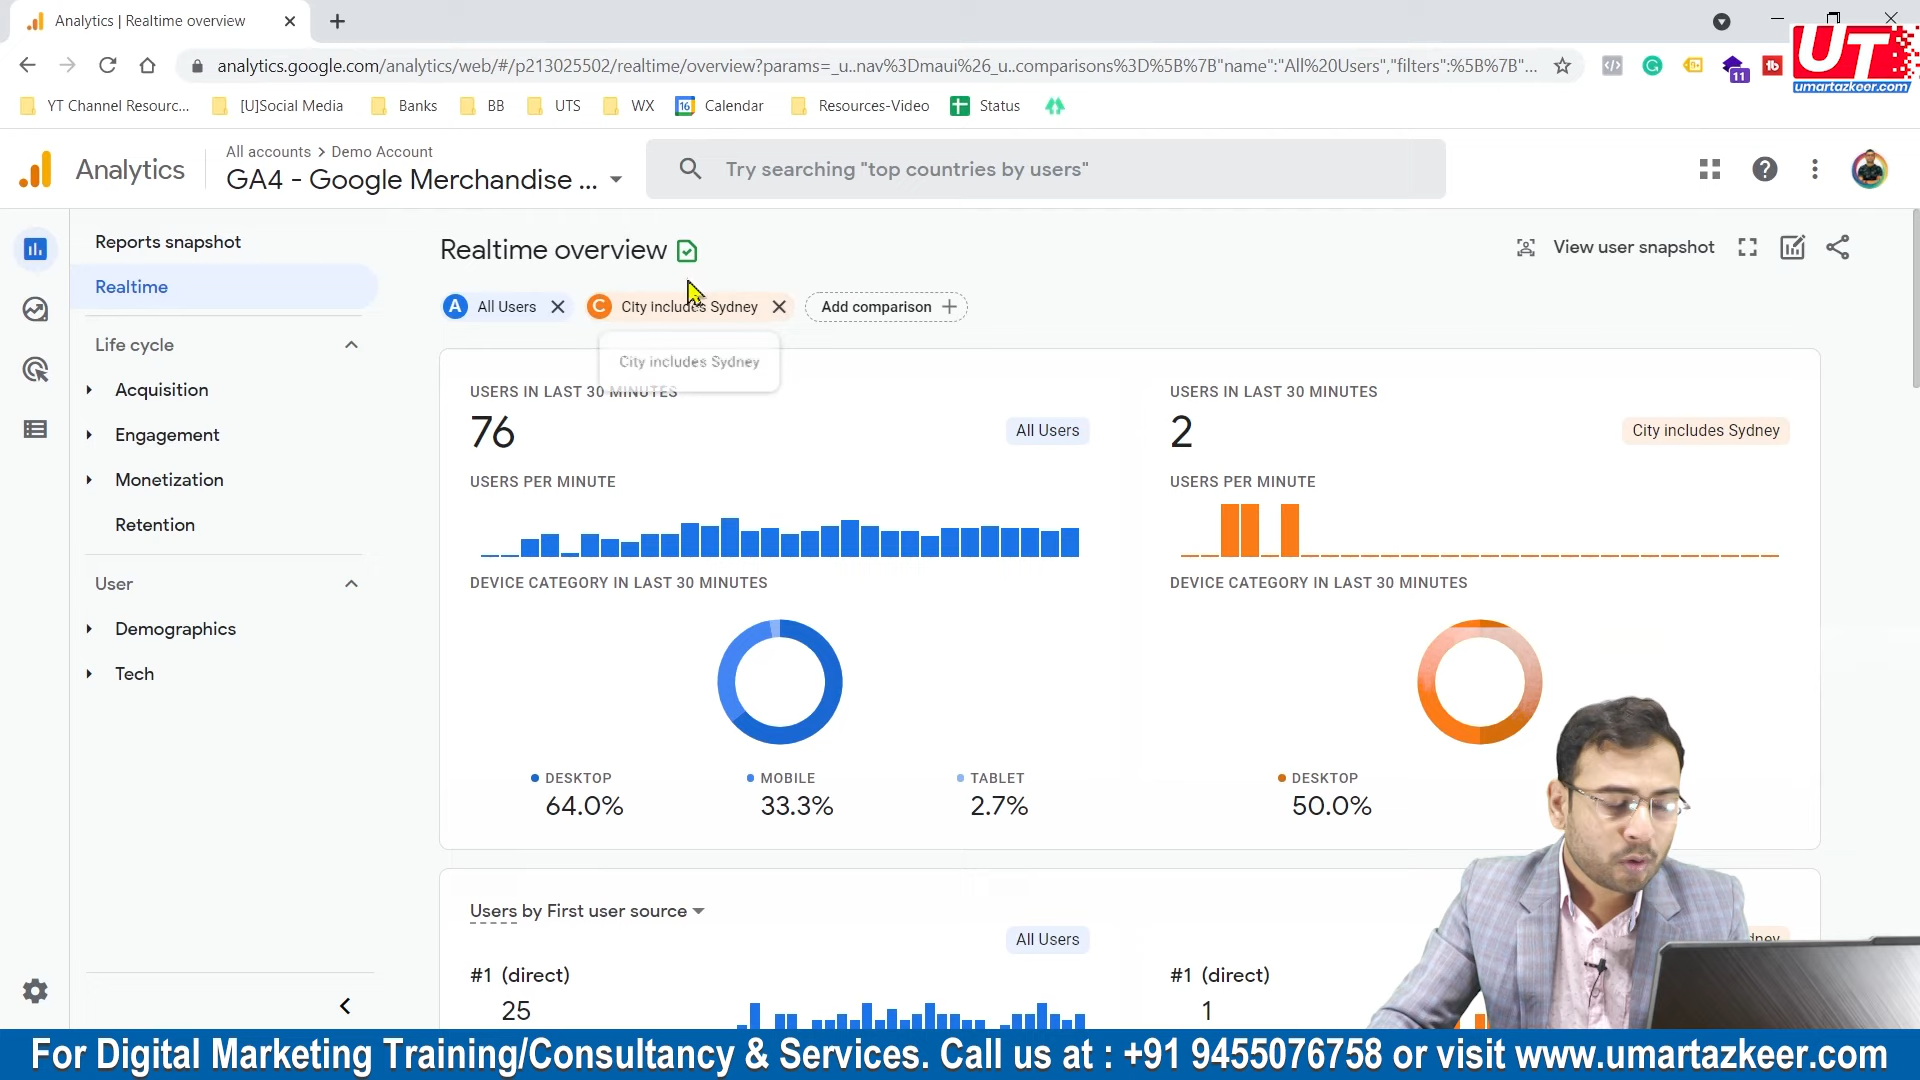 Analytics | Realtime overview
UT
umartazkeer.com
analytics.google.com/analytics/web/#/p213025502/realtime/overview?params=_u..nav%3Dmaui%26_u..comparisons%3D%5B%7B"name":"All%20Users","filters":%5B%7B"...
11
YT Channel Resourc...
[U]Social Media
Banks
BB
UTS
WX
16
Calendar
Resources-Video
Status
Analytics
All accounts > Demo Account
GA4 - Google Merchandise ...
Try searching "top countries by users"
Reports snapshot
Realtime
Life cycle
Acquisition
Engagement
Monetization
Retention
User
Demographics
Tech
Realtime overview
View user snapshot
A All Users
C City includes Sydney
Add comparison +
City includes Sydney
USERS IN LAST 30 MINUTES
76
All Users
USERS PER MINUTE
DEVICE CATEGORY IN LAST 30 MINUTES
DESKTOP
64.0%
MOBILE
33.3%
TABLET
2.7%
USERS IN LAST 30 MINUTES
2
City includes Sydney
USERS PER MINUTE
DEVICE CATEGORY IN LAST 30 MINUTES
DESKTOP
50.0%
Users by First user source
All Users
#1 (direct)
25
#1 (direct)
1
For Digital Marketing Training/Consultancy & Services. Call us at : +91 9455076758 or visit www.umartazkeer.com